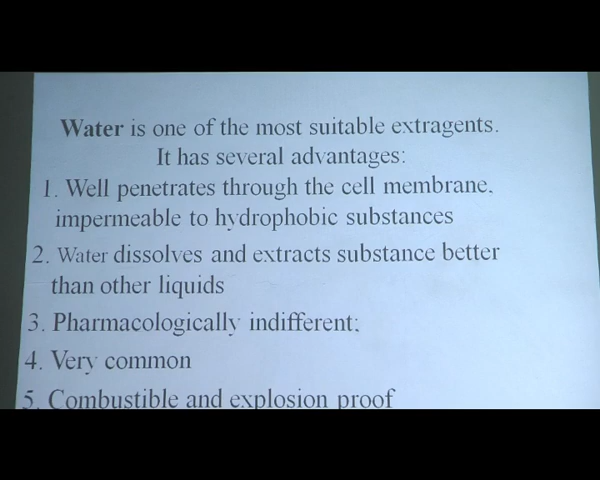 Water is one of the most suitable extragents.
It has several advantages:
1. Well penetrates through the cell membrane,
impermeable to hydrophobic substances
2. Water dissolves and extracts substance better
than other liquids
3. Pharmacologically indifferent;
4. Very common
5. Combustible and explosion proof